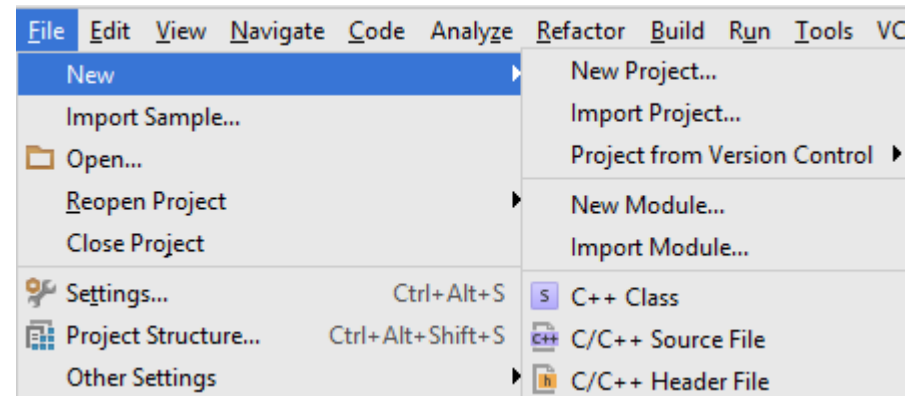 File Edit View Navigate Code Analyze Refactor Build Run Tools VC
New
Import Sample...
Open...
Reopen Project
Close Project
Settings... Ctrl+Alt+S
Project Structure... Ctrl+Alt+Shift+S
Other Settings
New Project...
Import Project...
Project from Version Control
New Module...
Import Module...
S C++ Class
C++ C/C++ Source File
h C/C++ Header File